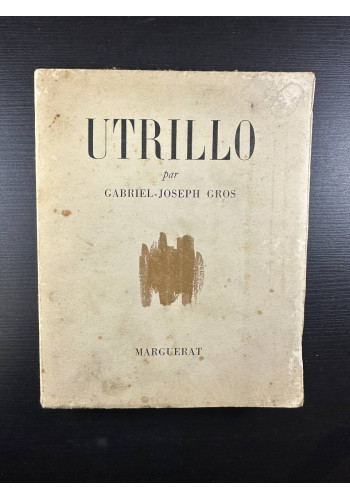 UTRILLO
par
GABRIEL-JOSEPH GROS
MARGUERAT